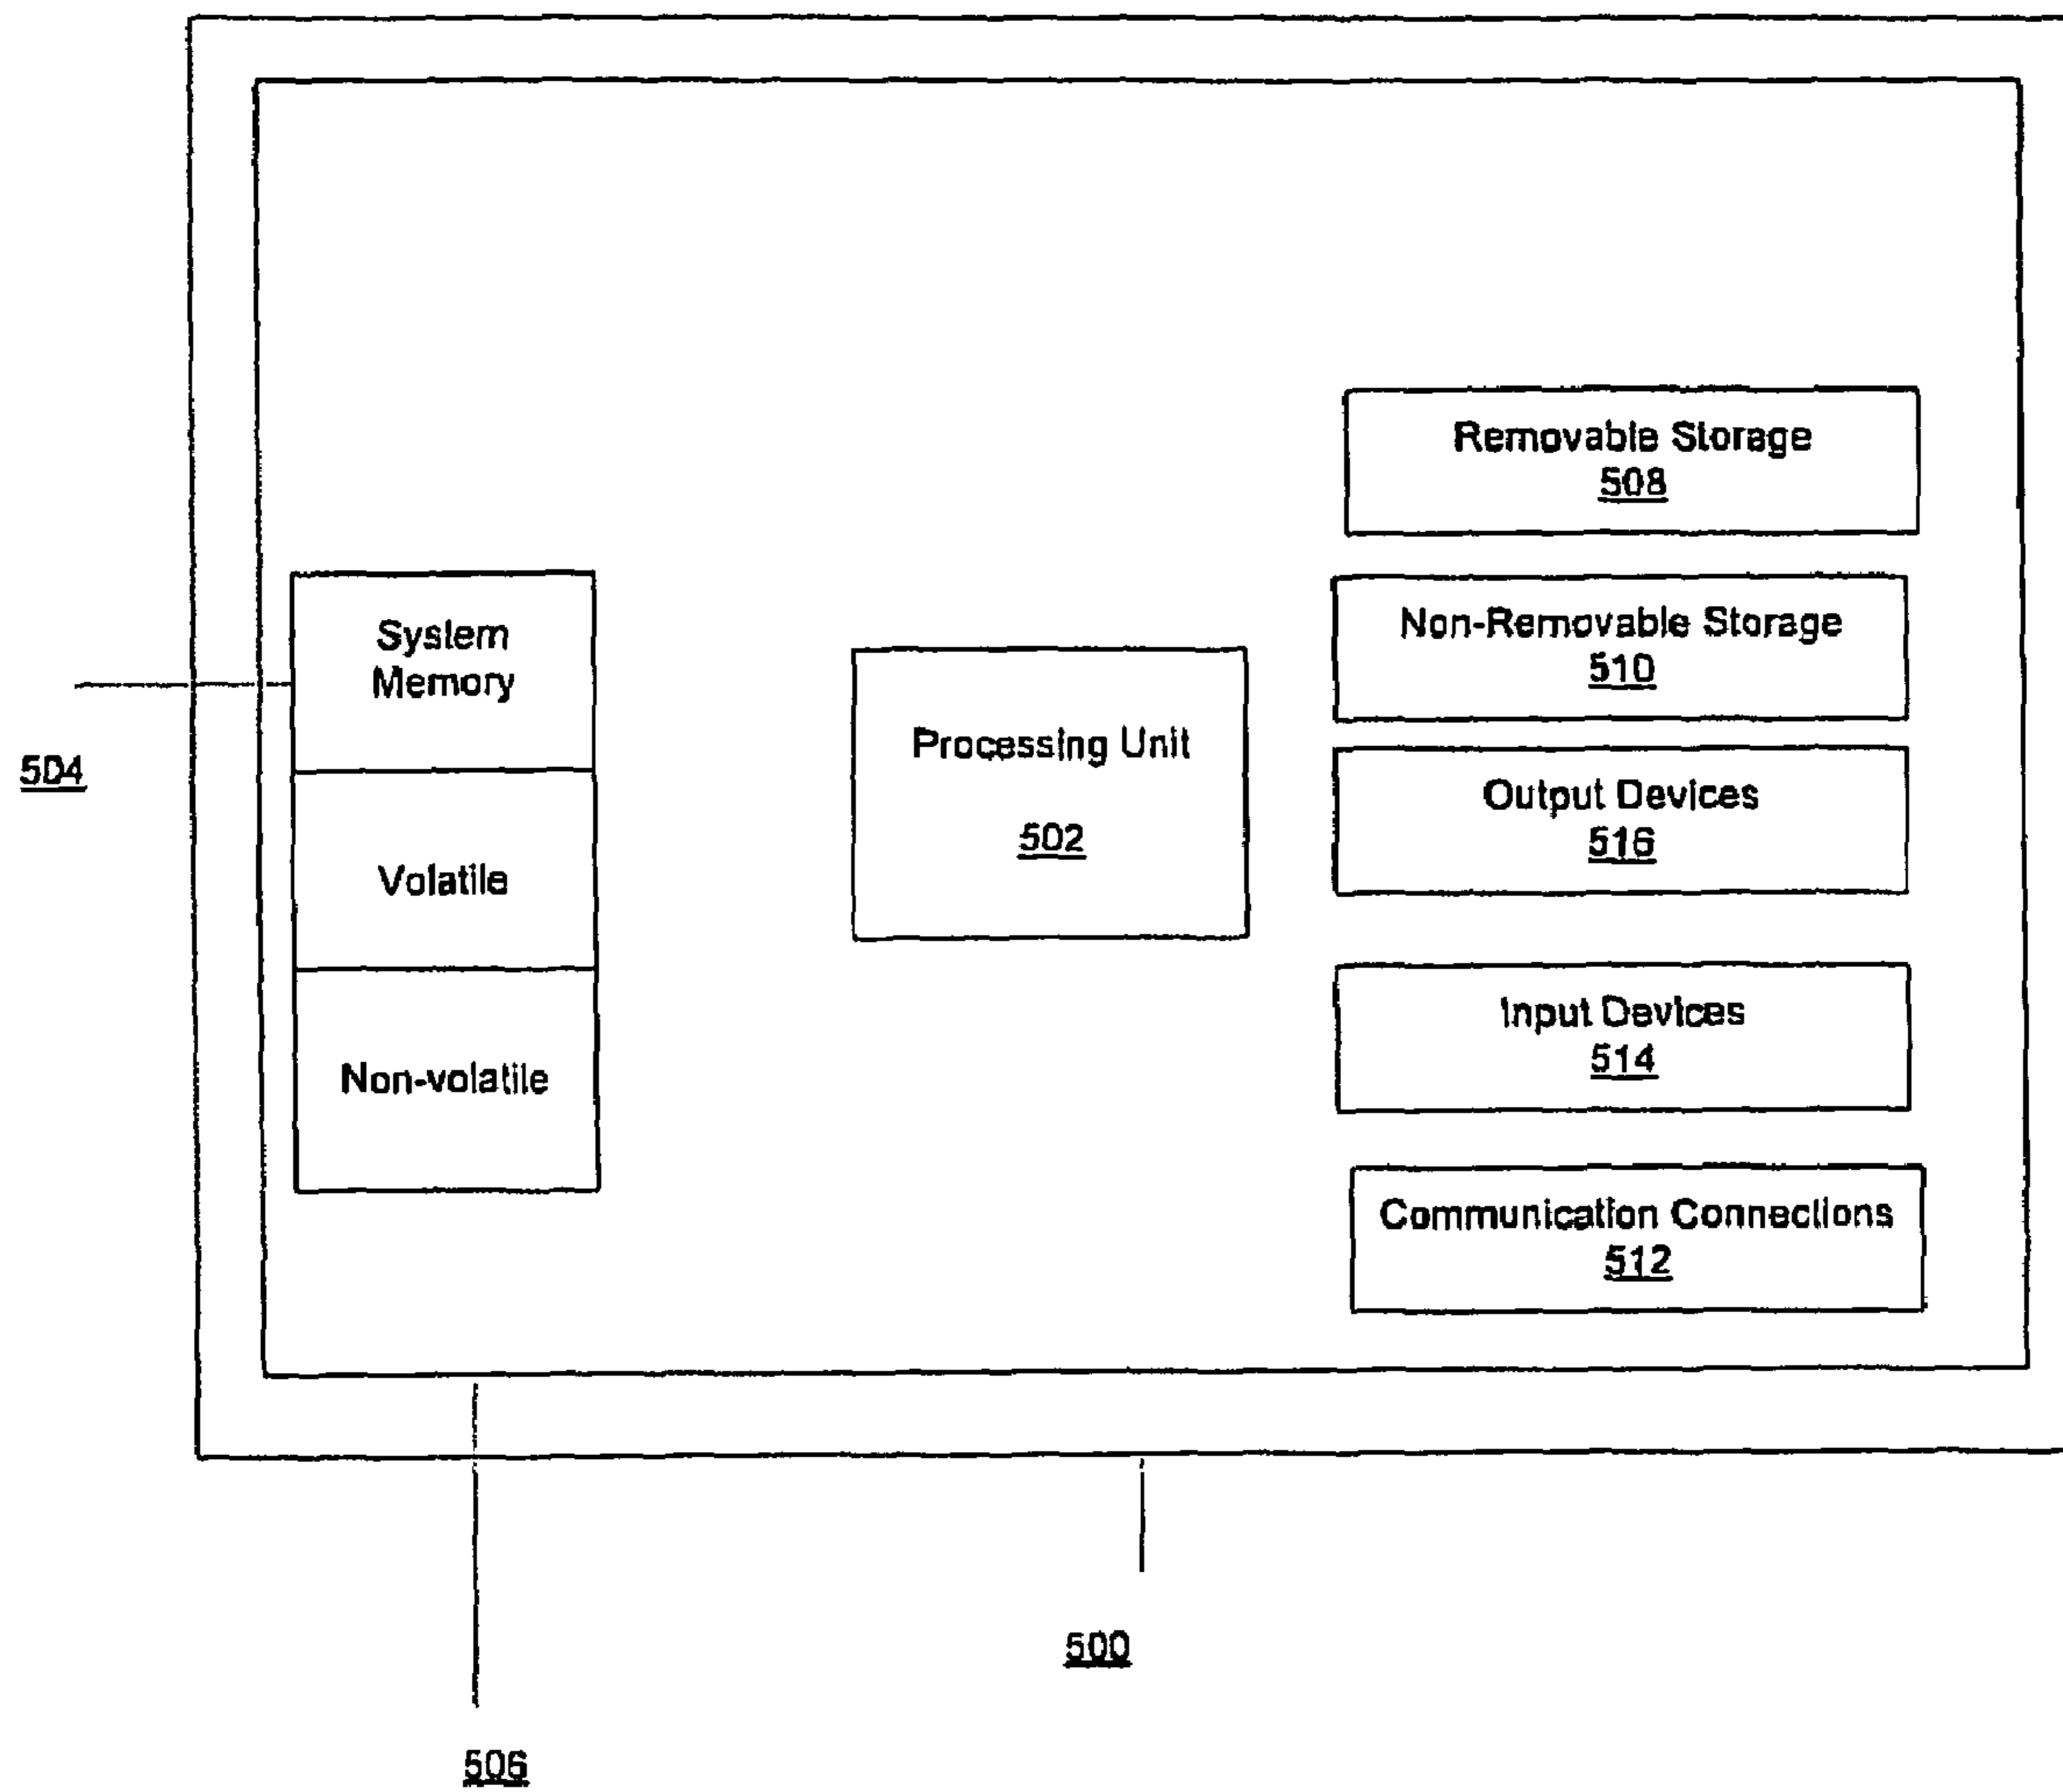 Removable Storage
508
Non-Removable Storage
510
System
Memory
504
Processing Unit
502
Output Devices
516
Volatile
Input Devices
514
Non-volatile
Communication Connections
512
500
506